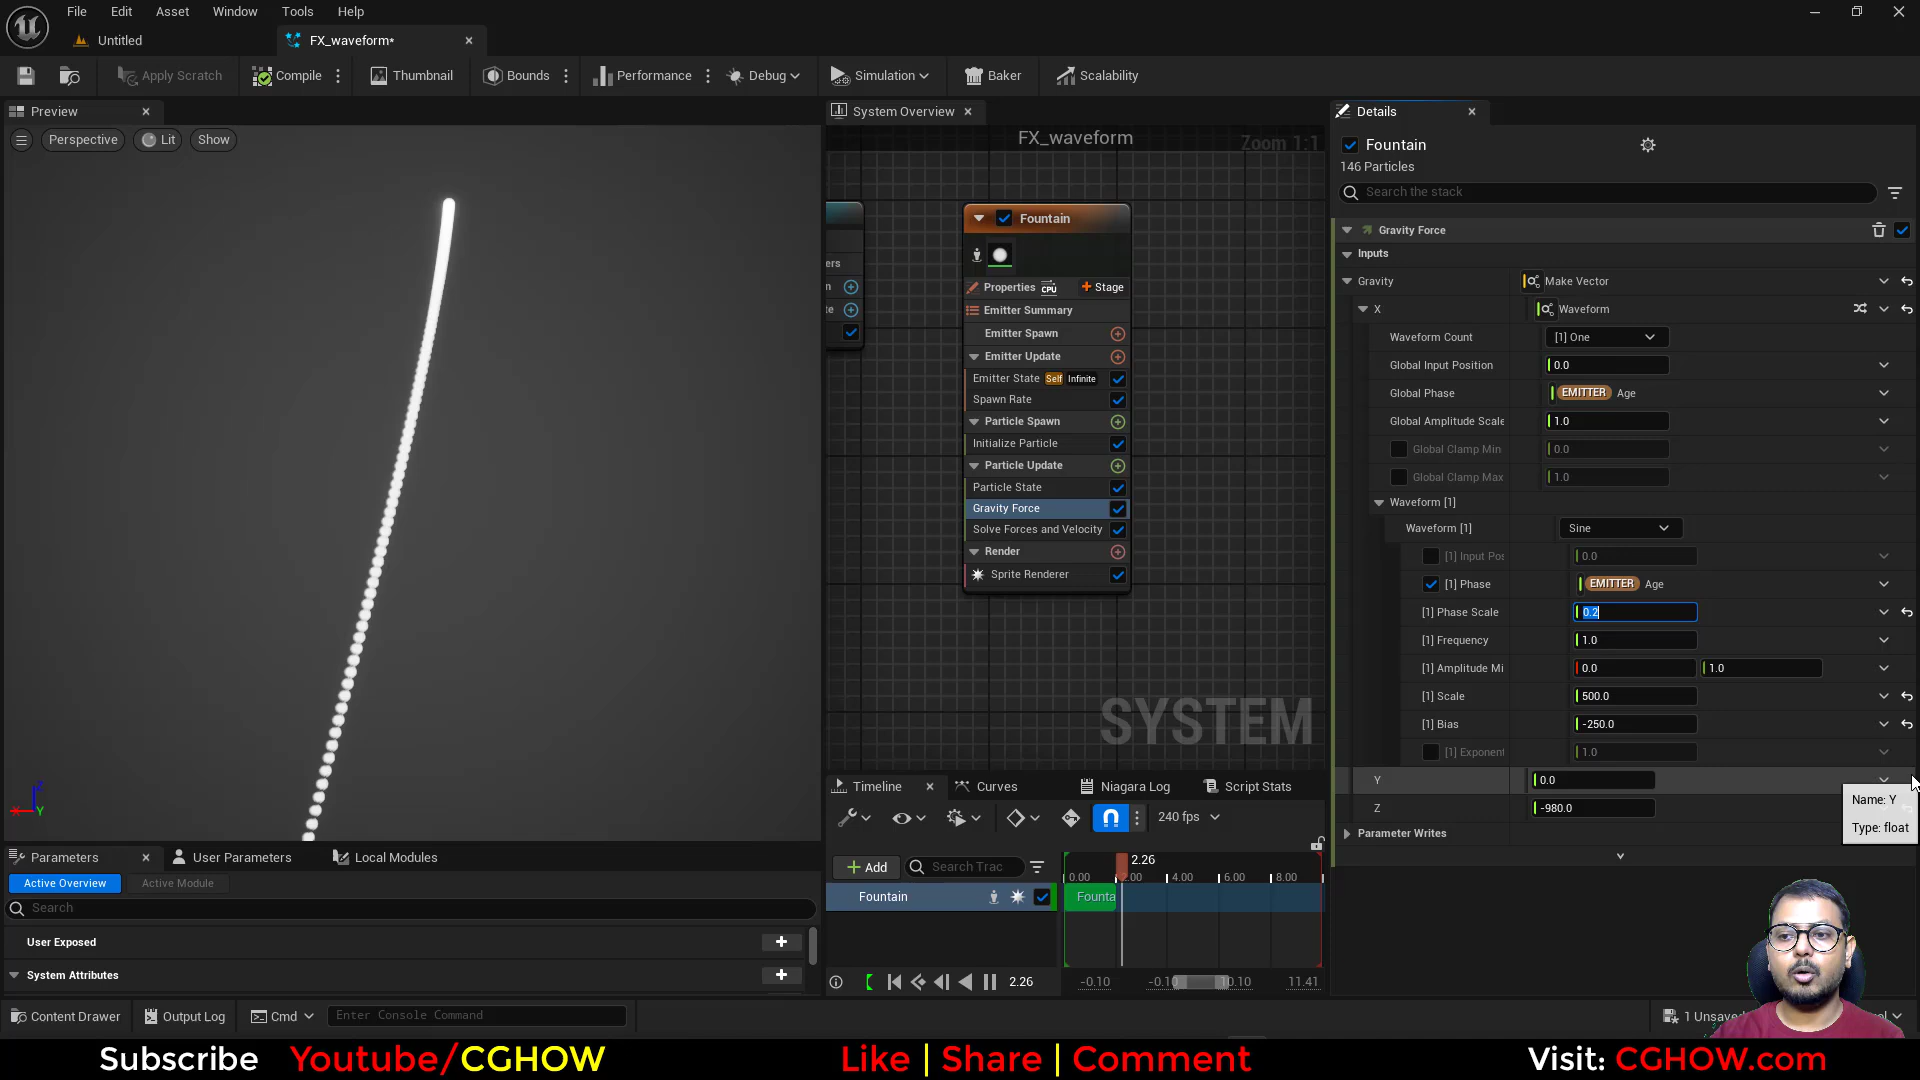 File Edit Asset Window Tools Help
Untitled
FX_waveform*
Apply Scratch Compile Thumbnail Bounds Performance Debug Simulation Baker Scalability
Preview
Perspective Lit Show
System Overview
FX_waveform
Zoom 1:1
ers
n
te
Fountain
Properties CPU + Stage
Emitter Summary
Emitter Spawn
Emitter Update
Emitter State Self Infinite
Spawn Rate
Particle Spawn
Initialize Particle
Particle Update
Particle State
Gravity Force
Solve Forces and Velocity
Render
Sprite Renderer
SYSTEM
Details
Fountain
146 Particles
Search the stack
Gravity Force
Inputs
Gravity Make Vector
X Waveform
Waveform Count [1] One
Global Input Position 0.0
Global Phase EMITTER Age
Global Amplitude Scale 1.0
Global Clamp Min 0.0
Global Clamp Max 1.0
Waveform [1]
Waveform [1] Sine
[1] Input Pos 0.0
[1] Phase EMITTER Age
[1] Phase Scale 0.2
[1] Frequency 1.0
[1] Amplitude Mi 0.0 1.0
[1] Scale 500.0
[1] Bias -250.0
[1] Exponent 1.0
Y 0.0
Z -980.0
Name: Y
Type: float
Parameter Writes
Timeline Curves Niagara Log Script Stats
240 fps
+ Add Search Trac
2.26
0.00 2.00 4.00 6.00 8.00
Fountain
Founta
2.26 -0.10 -0.10 10.10 11.41
Z
X
Y
Parameters User Parameters Local Modules
Active Overview Active Module
Search
User Exposed
System Attributes
Content Drawer Output Log Cmd Enter Console Command
1 Unsaved
Subscribe Youtube/CGHOW Like | Share | Comment Visit: CGHOW.com